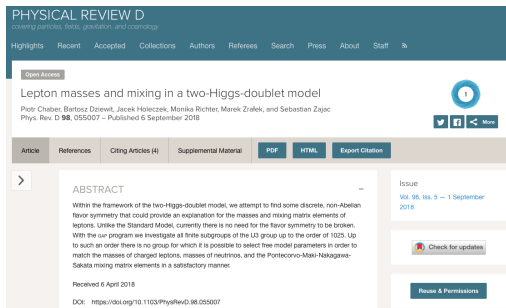 PHYSICAL REVIEW D
covering particles, fields, gravitation, and cosmology
Highlights Recent Accepted Collections Authors Referees Search Press About Staff
Open Access
Lepton masses and mixing in a two-Higgs-doublet model
Piotr Chaber, Bartosz Dziewit, Jacek Holeczek, Monika Richter, Marek Zrałek, and Sebastian Zajac
Phys. Rev. D 98, 055007 – Published 6 September 2018
1
More
Article References Citing Articles (4) Supplemental Material PDF HTML Export Citation
ABSTRACT
Within the framework of the two-Higgs-doublet model, we attempt to find some discrete, non-Abelian
flavor symmetry that could provide an explanation for the masses and mixing matrix elements of
leptons. Unlike the Standard Model, currently there is no need for the flavor symmetry to be broken.
With the GAP program we investigate all finite subgroups of the U3 group up to the order of 1025. Up
to such an order there is no group for which it is possible to select free model parameters in order to
match the masses of charged leptons, masses of neutrinos, and the Pontecorvo-Maki-Nakagawa-
Sakata mixing matrix elements in a satisfactory manner.
Received 6 April 2018
DOI: https://doi.org/10.1103/PhysRevD.98.055007
Issue
Vol. 98, Iss. 5 — 1 September
2018
Check for updates
Reuse & Permissions